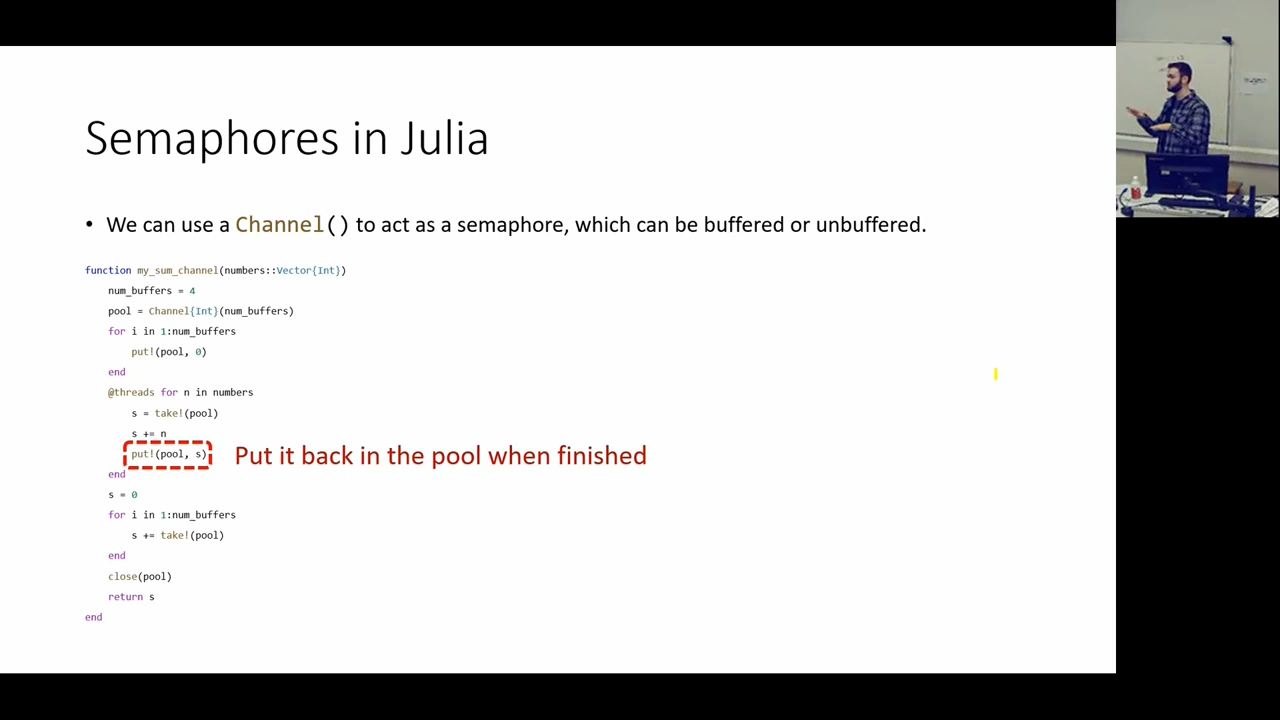 Semaphores in Julia
• We can use a Channel() to act as a semaphore, which can be buffered or unbuffered.
function my_sum_channel(numbers::Vector{Int})
    num_buffers = 4
    pool = Channel{Int}(num_buffers)
    for i in 1:num_buffers
        put!(pool, 0)
    end
    @threads for n in numbers
        s = take!(pool)
        s += n
        put!(pool, s)
Put it back in the pool when finished
    end
    s = 0
    for i in 1:num_buffers
        s += take!(pool)
    end
    close(pool)
    return s
end